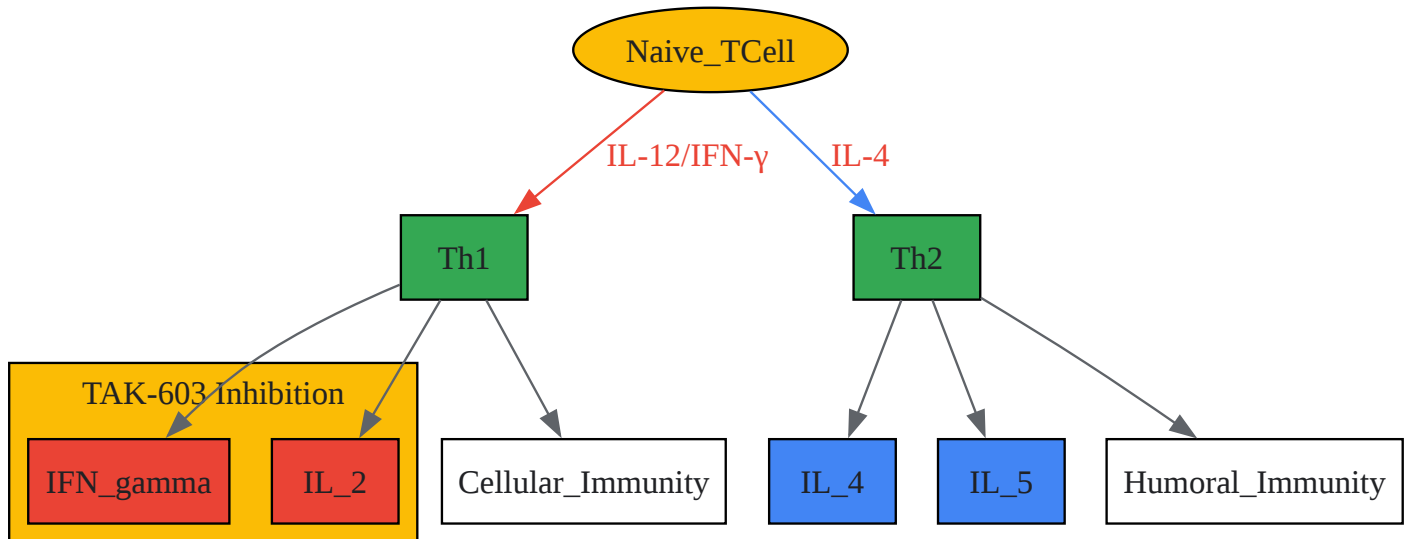 Naive_TCell
IL-12/IFN-γ
IL-4
Th1
Th2
TAK-603 Inhibition
IFN_gamma
IL_2
Cellular_Immunity
IL_4
IL_5
Humoral_Immunity